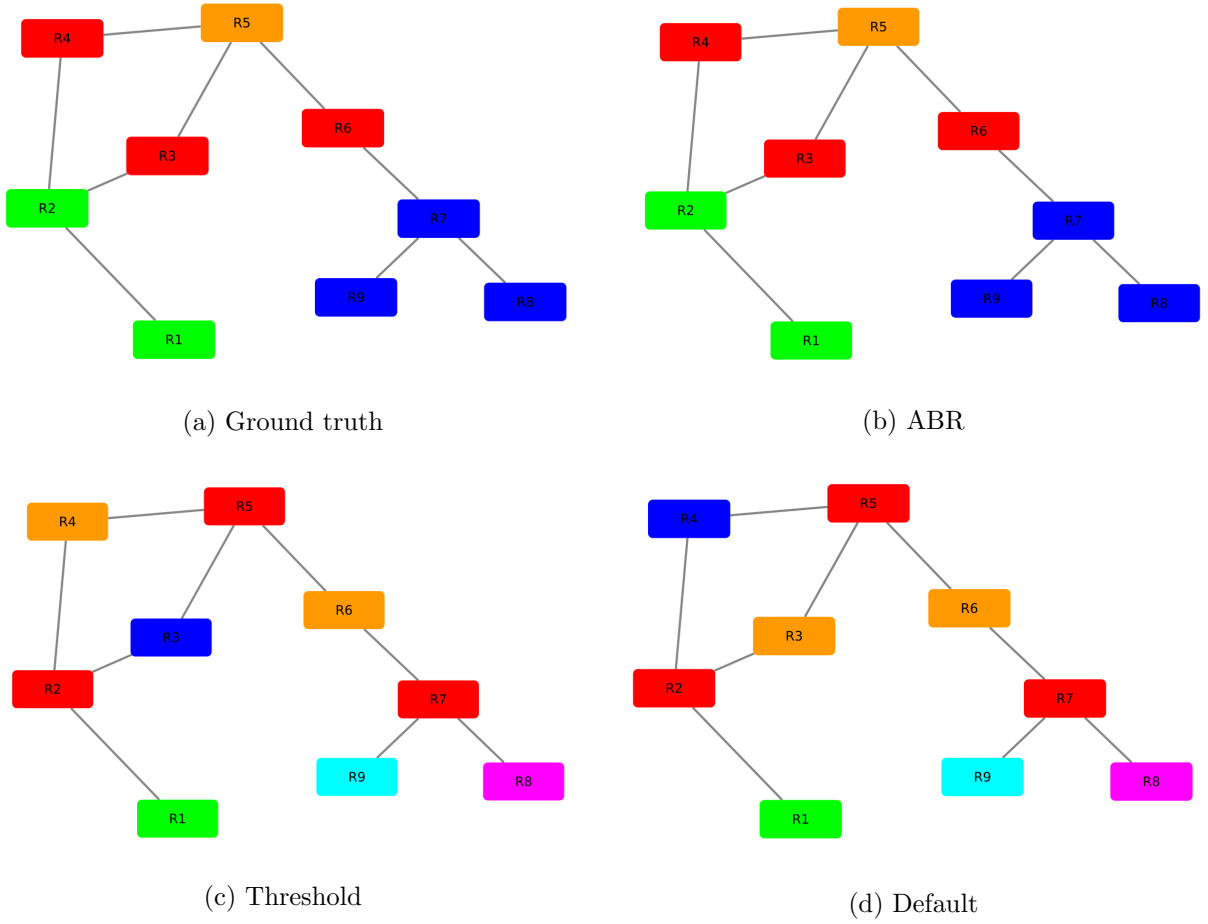 R5
R4
R6
R3
R2
R7
R9
R8
R1
(a) Ground truth
R5
R4
R6
R3
R2
R7
R9
R8
R1
(b) ABR
R5
R4
R6
R3
R2
R7
R9
R8
R1
(c) Threshold
R5
R4
R6
R3
R2
R7
R9
R8
R1
(d) Default